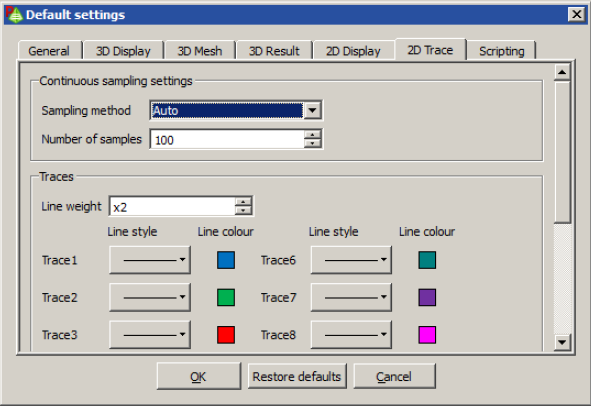 Default settings
General 3D Display 3D Mesh 3D Result 2D Display 2D Trace Scripting
Continuous sampling settings
Sampling method Auto
Number of samples 100
Traces
Line weight x2
Line style Line colour Line style Line colour
Trace1 Trace6
Trace2 Trace7
Trace3 Trace8
OK Restore defaults Cancel